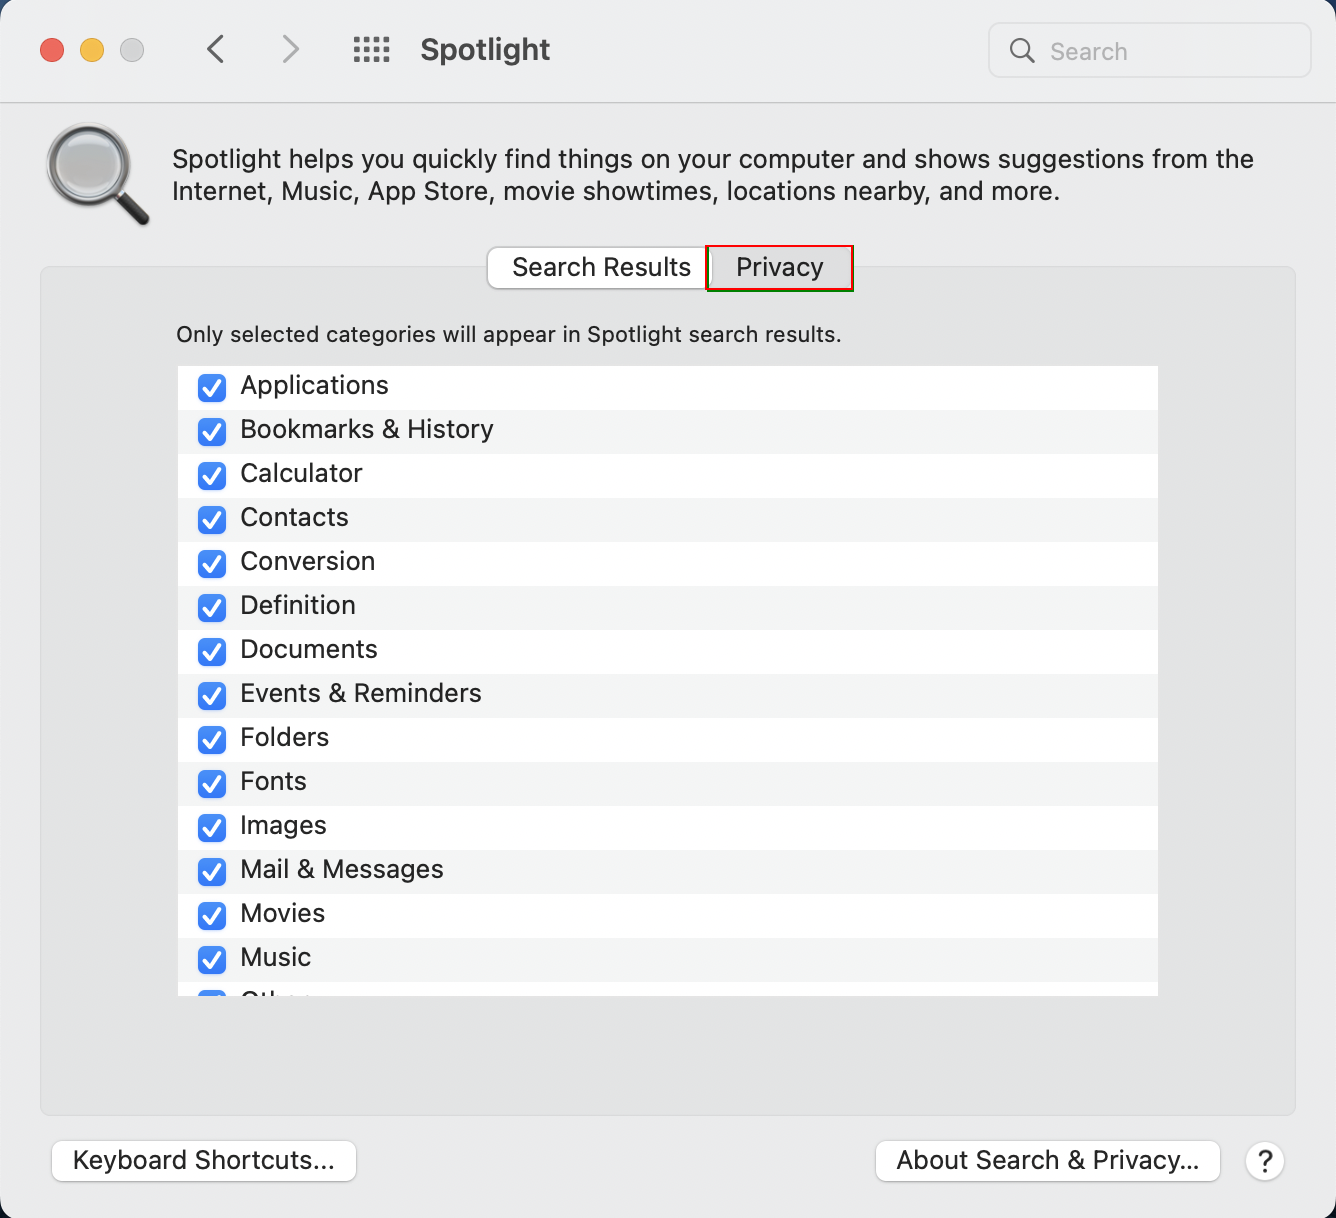 Spotlight
Search
Spotlight helps you quickly find things on your computer and shows suggestions from the
Internet, Music, App Store, movie showtimes, locations nearby, and more.
Search Results
Privacy
Only selected categories will appear in Spotlight search results.
Applications
Bookmarks & History
Calculator
Contacts
Conversion
Definition
Documents
Events & Reminders
Folders
Fonts
Images
Mail & Messages
Movies
Music
Keyboard Shortcuts...
About Search & Privacy...
?